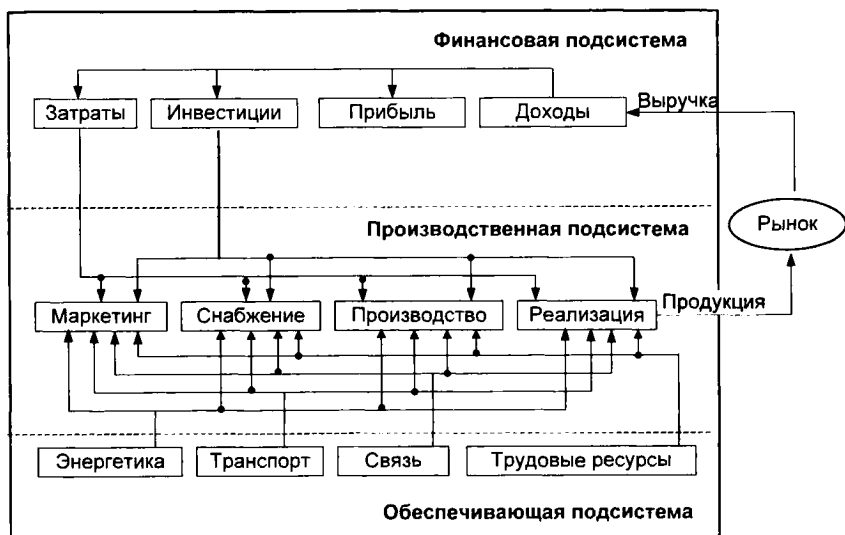 Финансовая подсистема
Затраты
Инвестиции
Прибыль
Доходы
Выручка
Рынок
Производственная подсистема
Маркетинг
Снабжение
Производство
Реализация
Продукция
Энергетика
Транспорт
Связь
Трудовые ресурсы
Обеспечивающая подсистема